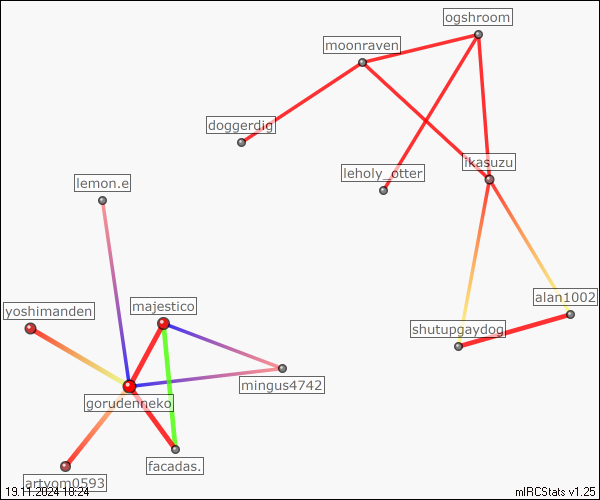 ogshroom
moonraven
doggerdig
ikasuzu
leholy_otter
lemon.e
alan1002
majestico
yoshimanden
shutupgaydog
mingus4742
gorudenneko
facadas.
artyom0593
19.11.2024 18:24
mIRCStats v1.25